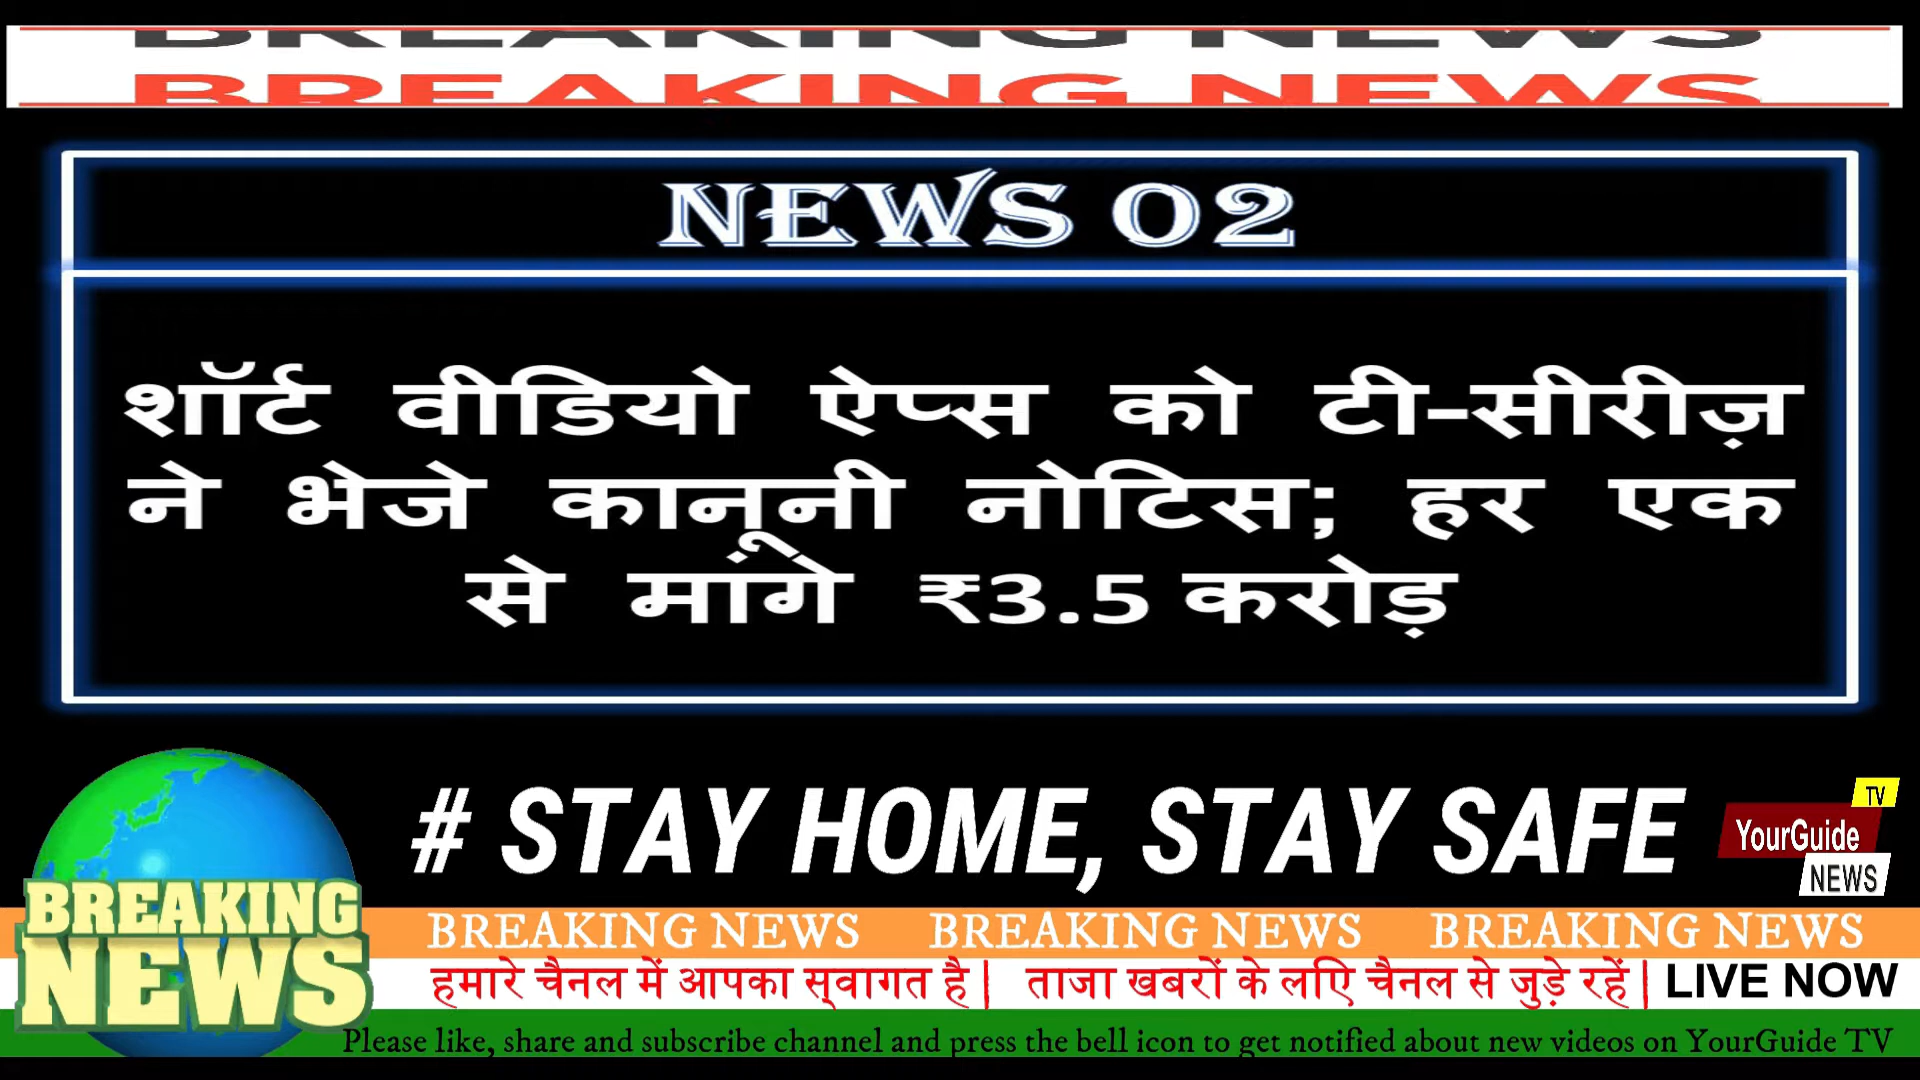 BREAKING NEWS
BREAKING NEWS
NEWS 02
शॉर्ट वीडियो ऐप्स को टी-सीरीज़
ने भेजे कानूनी नोटिस; हर एक
से मांगे ₹3.5 करोड़
# STAY HOME, STAY SAFE
TV
YourGuide
NEWS
BREAKING
NEWS
BREAKING NEWS BREAKING NEWS BREAKING NEWS
हमारे चैनल में आपका स्वागत है| ताजा खबरों के लिए चैनल से जुड़े रहें| LIVE NOW
Please like, share and subscribe channel and press the bell icon to get notified about new videos on YourGuide TV